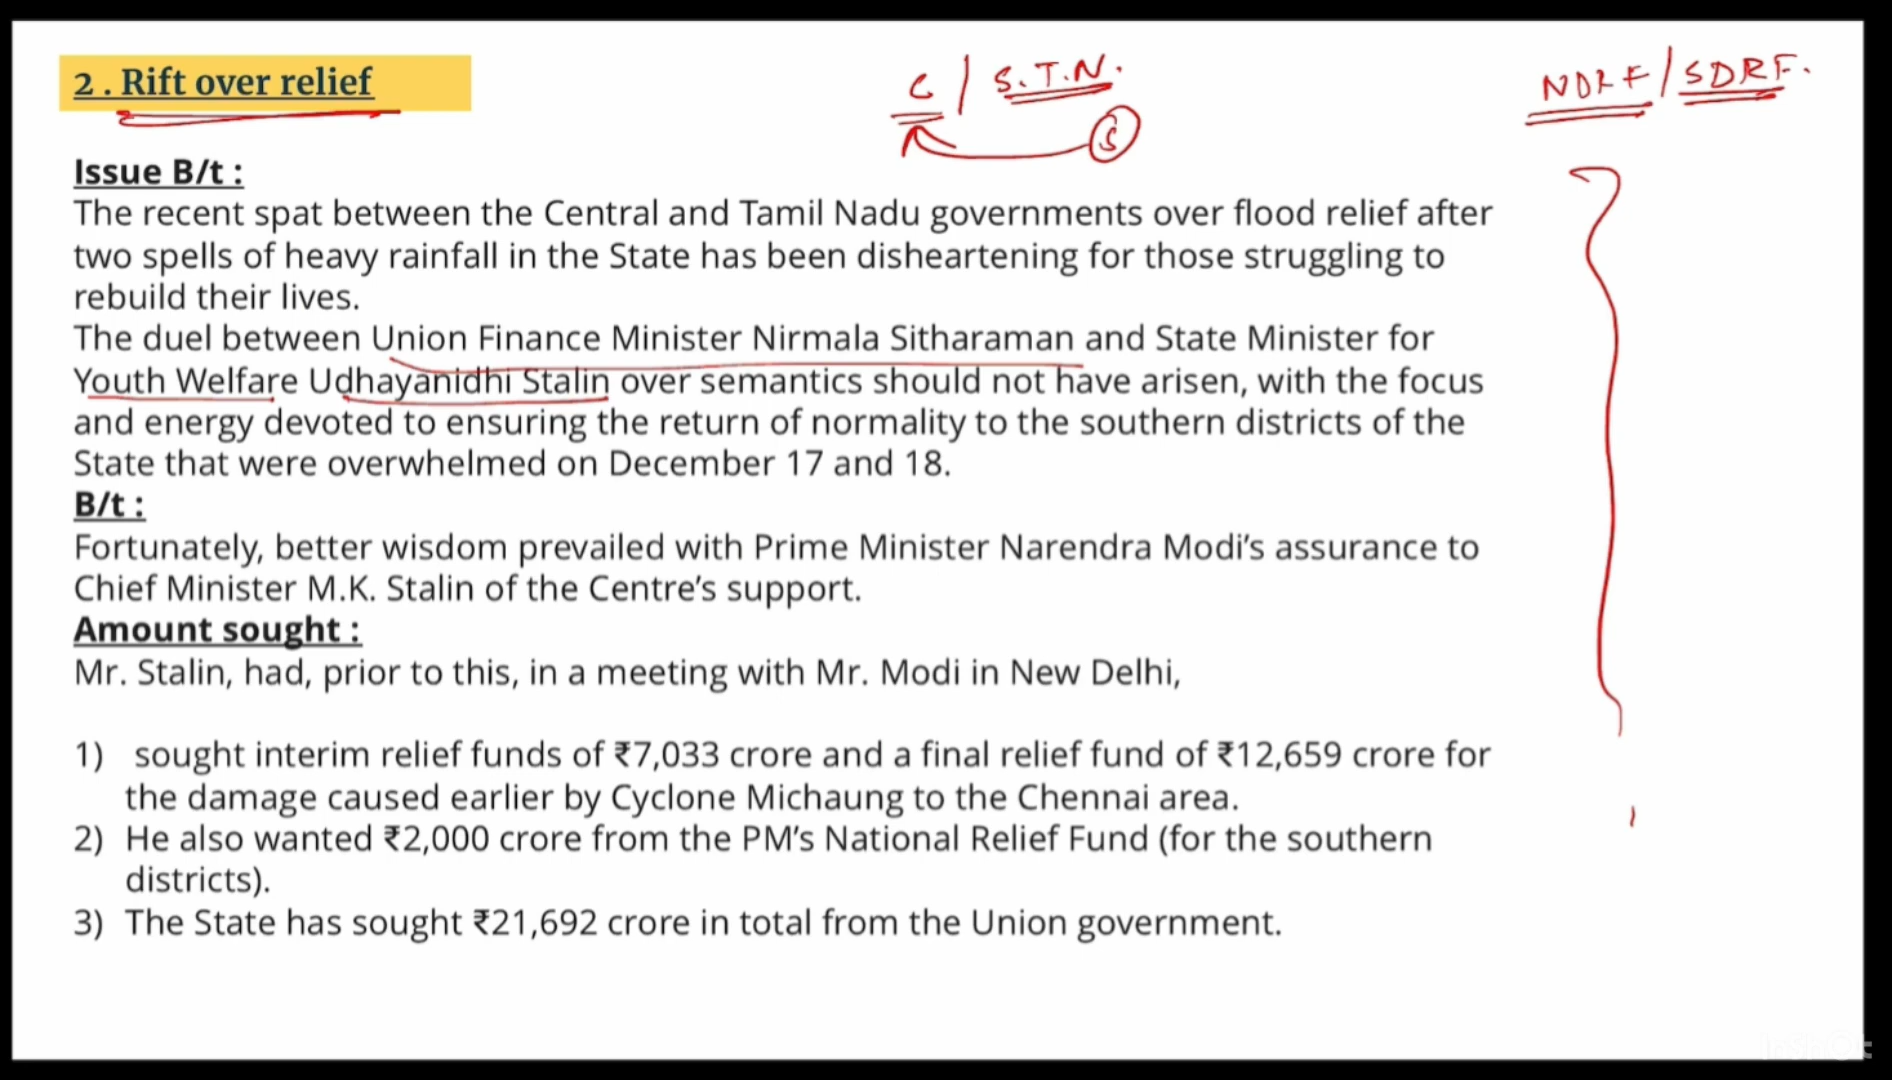 2 . Rift over relief
C / S.T.N.
NDRF / SDRF.
S
Issue B/t :
The recent spat between the Central and Tamil Nadu governments over flood relief after
two spells of heavy rainfall in the State has been disheartening for those struggling to
rebuild their lives.
The duel between Union Finance Minister Nirmala Sitharaman and State Minister for
Youth Welfare Udhayanidhi Stalin over semantics should not have arisen, with the focus
and energy devoted to ensuring the return of normality to the southern districts of the
State that were overwhelmed on December 17 and 18.
B/t :
Fortunately, better wisdom prevailed with Prime Minister Narendra Modi’s assurance to
Chief Minister M.K. Stalin of the Centre’s support.
Amount sought :
Mr. Stalin, had, prior to this, in a meeting with Mr. Modi in New Delhi,
1) sought interim relief funds of ₹7,033 crore and a final relief fund of ₹12,659 crore for
the damage caused earlier by Cyclone Michaung to the Chennai area.
2) He also wanted ₹2,000 crore from the PM’s National Relief Fund (for the southern
districts).
3) The State has sought ₹21,692 crore in total from the Union government.